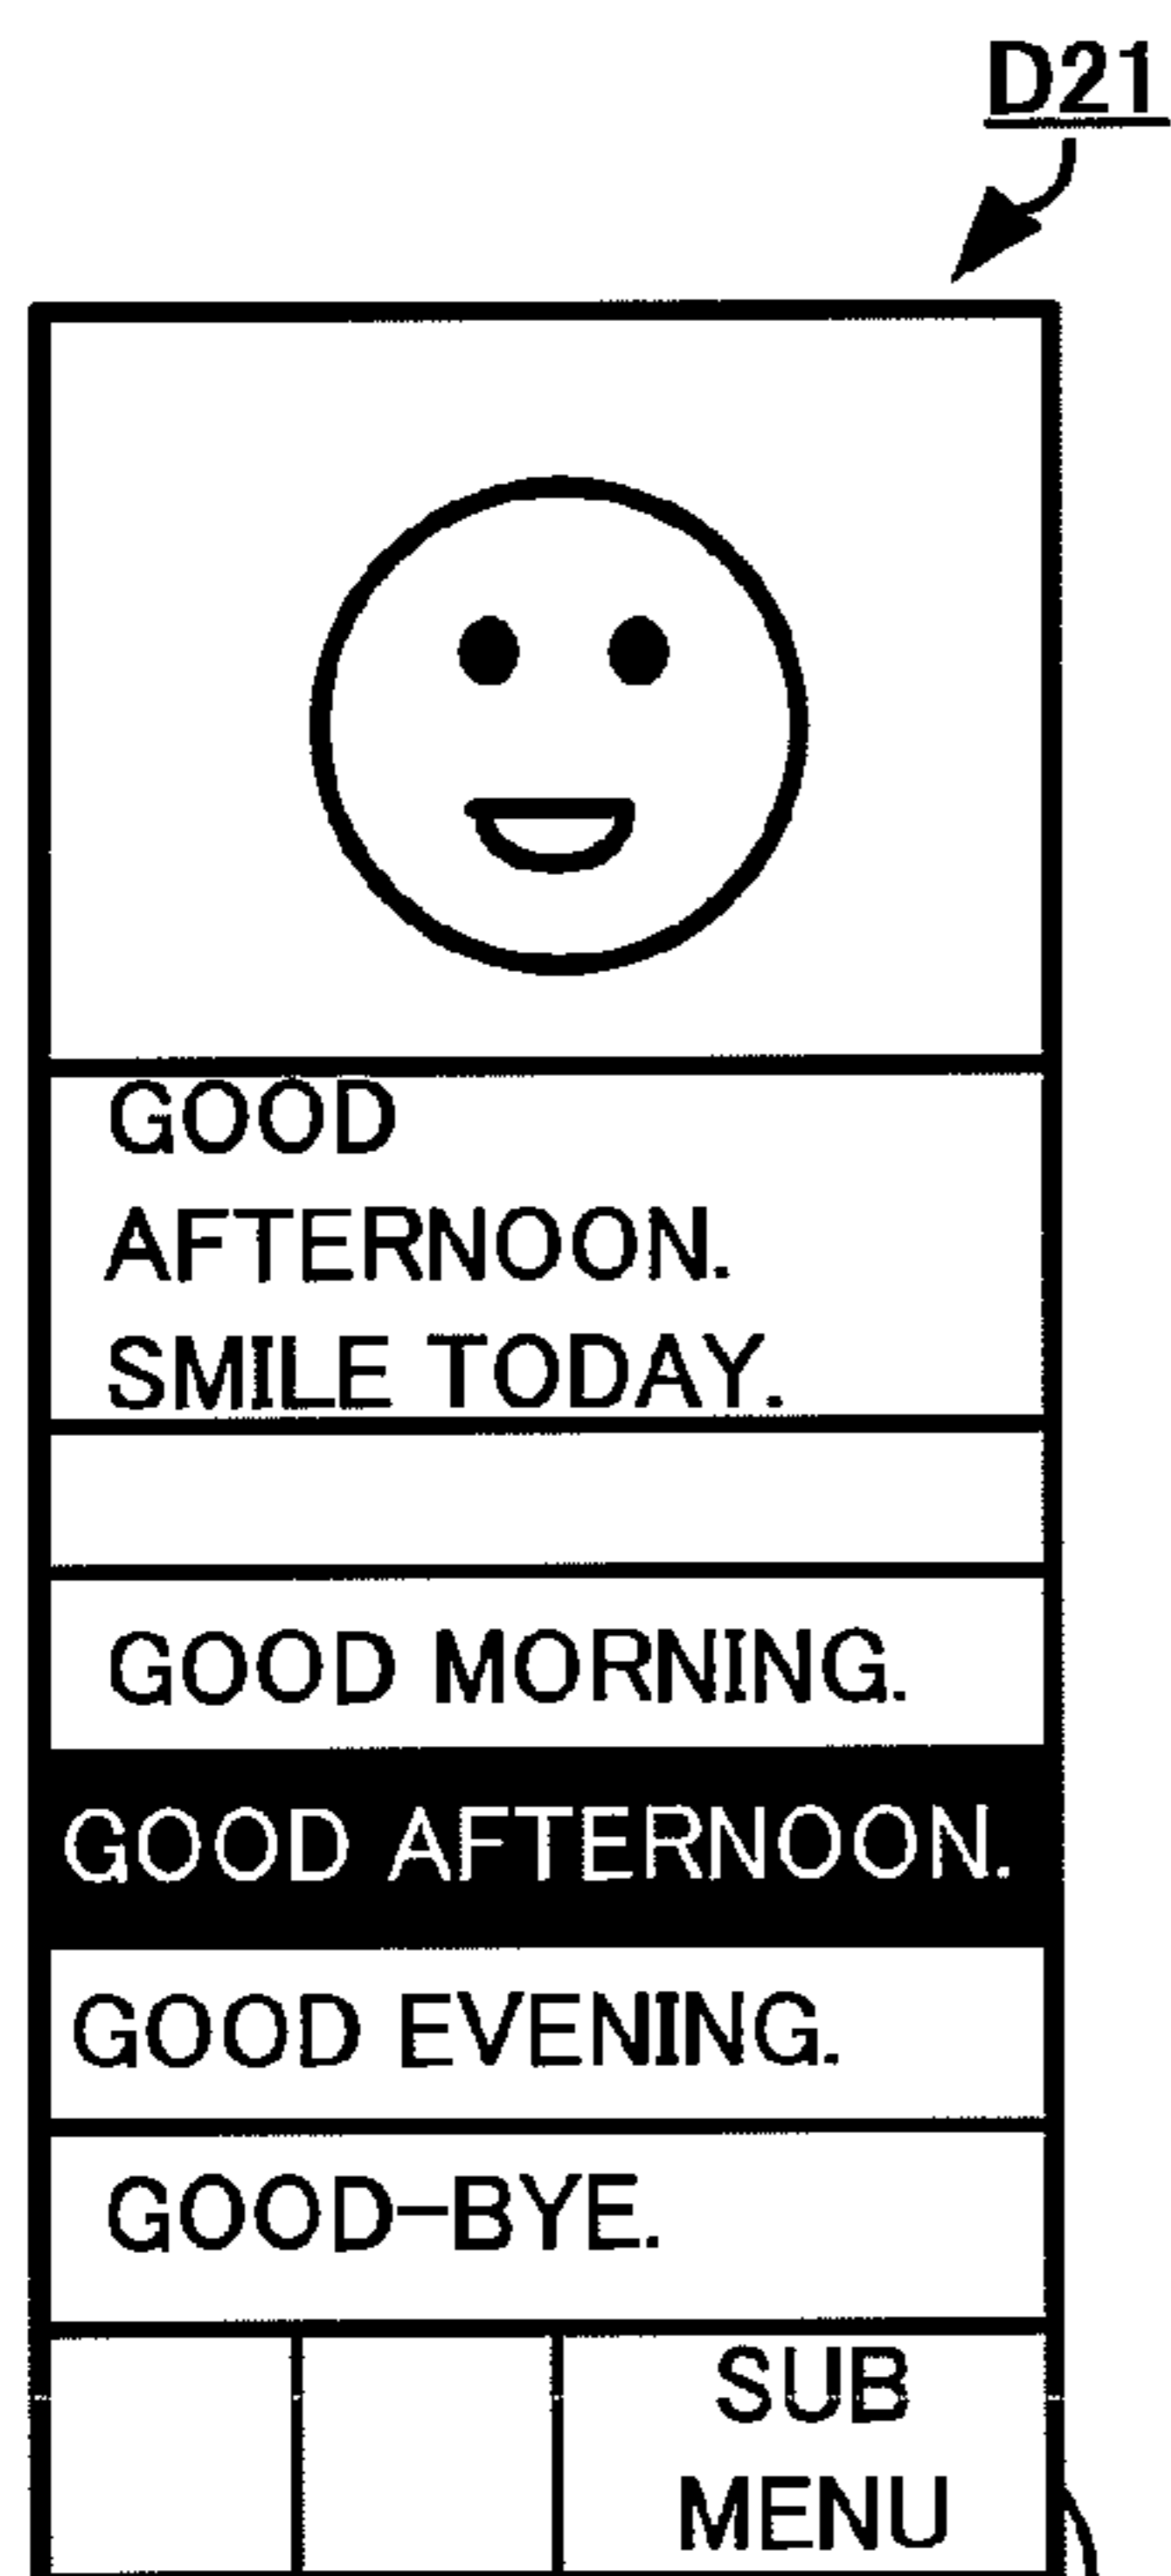 D21
GOOD
AFTERNOON.
SMILE TODAY.
GOOD MORNING.
GOOD AFTERNOON.
GOOD EVENING.
GOOD-BYE.
SUB
MENU